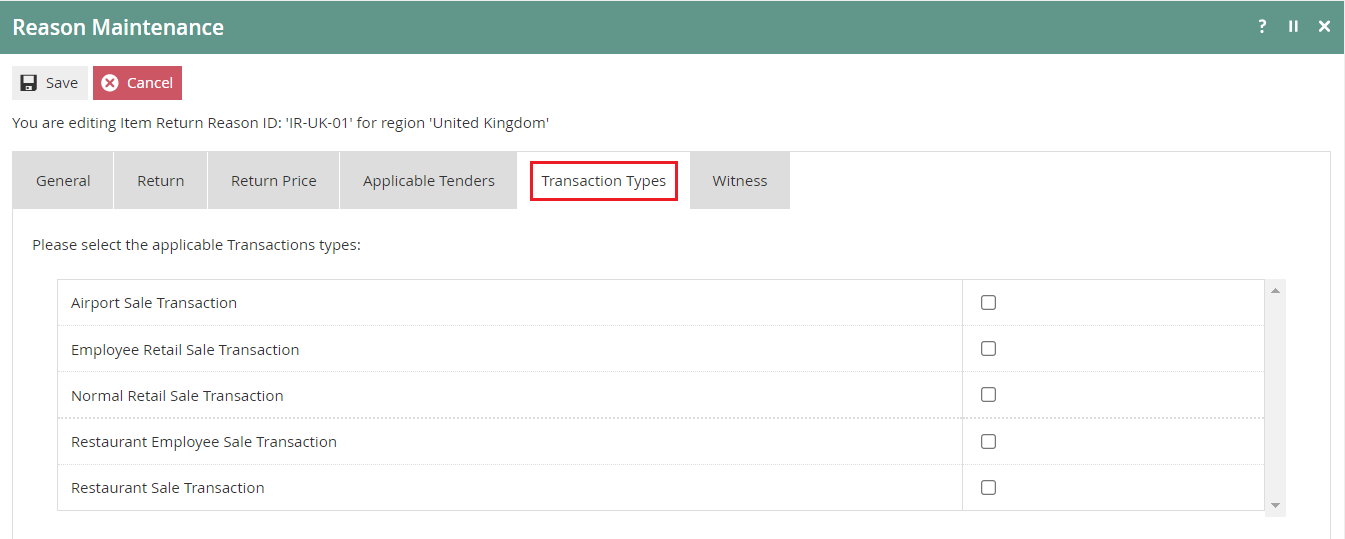 Reason Maintenance
?
Save Cancel
You are editing Item Return Reason ID: 'IR-UK-01' for region 'United Kingdom'
General Return Return Price Applicable Tenders Transaction Types Witness
Please select the applicable Transactions types:
Airport Sale Transaction
Employee Retail Sale Transaction
Normal Retail Sale Transaction
Restaurant Employee Sale Transaction
Restaurant Sale Transaction